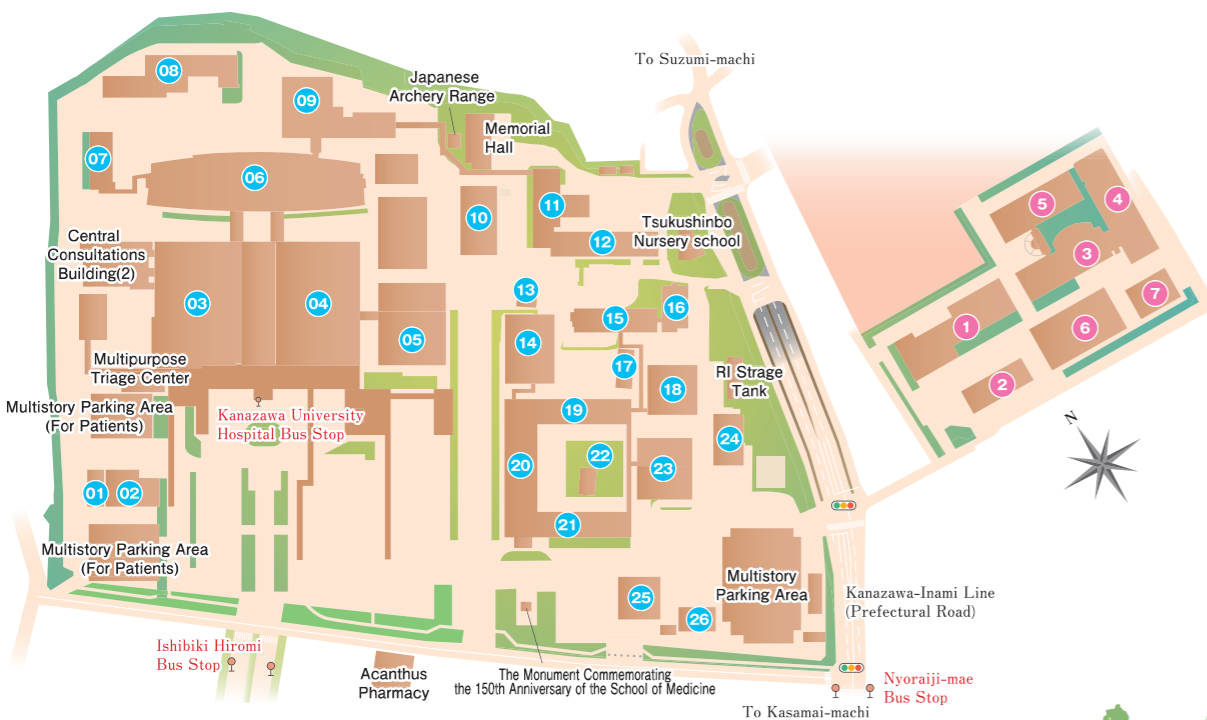 To Suzumi-machi
08
Japanese
Archery Range
09
Memorial
Hall
07
06
11
10
12
Tsukushinbo
Nursery school
5
4
3
7
1
6
2
Central
Consultations
Building(2)
03
04
13
16
15
05
14
17
Multipurpose
Triage Center
18
RI Strage
Tank
Multistory Parking Area
(For Patients)
Kanazawa University
Hospital Bus Stop
19
N
24
22
20
23
01
02
21
Multistory Parking Area
(For Patients)
Multistory
Parking Area
25
26
Kanazawa-Inami Line
(Prefectural Road)
Ishibiki Hiromi
Bus Stop
Acanthus
Pharmacy
The Monument Commemorating
the 150th Anniversary of the School of Medicine
Nyoraiji-mae
Bus Stop
To Kasamai-machi